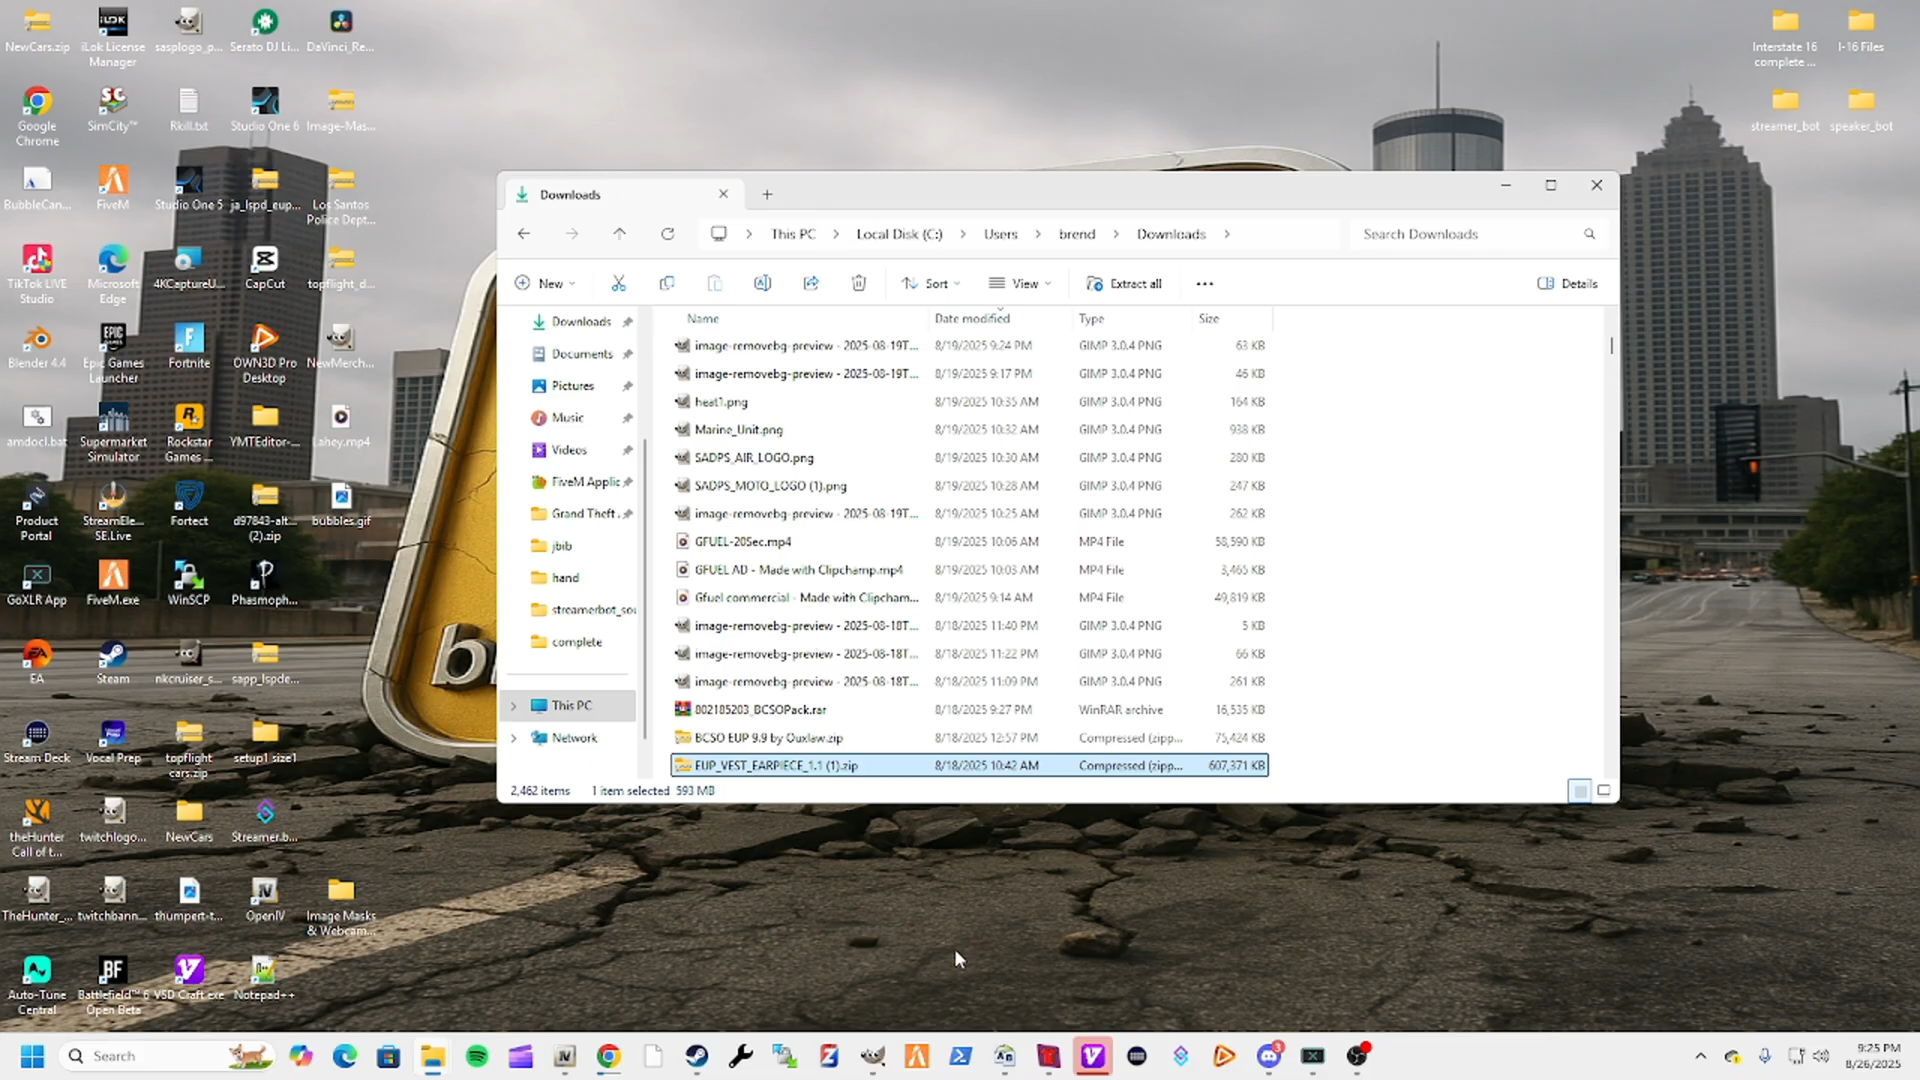 NewCars.zip
iLok License
Manager
sasplogo_p...
Serato DJ Li...
DaVinci_Re...
Interstate 16
complete ...
I-16 Files
Google
Chrome
SimCity™
Rkill.txt
Studio One 6
Image-Mas...
streamer_bot
speaker_bot
BubbleCan...
FiveM
Studio One 5
ja_lspd_eup...
Los Santos
Police Dept...
TikTok LIVE
Studio
Microsoft
Edge
4KCaptureU...
CapCut
topflight_d...
Blender 4.4
Epic Games
Launcher
Fortnite
OWN3D Pro
Desktop
NewMerch...
amdocl.bat
Supermarket
Simulator
Rockstar
Games ...
YMTEditor-...
Lahey.mp4
Product
Portal
StreamEle...
SE.Live
Fortect
d97843-alt...
(2).zip
bubbles.gif
GoXLR App
FiveM.exe
WinSCP
Phasmoph...
EA
Steam
nkcruiser_s...
sapp_lspde...
Stream Deck
Vocal Prep
topflight
cars.zip
setup1 size1
theHunter
Call of t...
twitchlogo...
NewCars
Streamer.b...
TheHunter_...
twitchbann...
thumpert-t...
OpenIV
Image Masks
& Webcam...
Auto-Tune
Central
Battlefield™ 6
Open Beta
VSD Craft.exe
Notepad++
Downloads
This PC
Local Disk (C:)
Users
brend
Downloads
Search Downloads
New
Sort
View
Extract all
Details
Downloads
Documents
Pictures
Music
Videos
FiveM Applic
Grand Theft
jbib
hand
streamerbot_sou
complete
This PC
Network
Name Date modified Type Size
image-removebg-preview - 2025-08-19T... 8/19/2025 9:24 PM GIMP 3.0.4 PNG 63 KB
image-removebg-preview - 2025-08-19T... 8/19/2025 9:17 PM GIMP 3.0.4 PNG 46 KB
heat1.png 8/19/2025 10:35 AM GIMP 3.0.4 PNG 164 KB
Marine_Unit.png 8/19/2025 10:32 AM GIMP 3.0.4 PNG 938 KB
SADPS_AIR_LOGO.png 8/19/2025 10:30 AM GIMP 3.0.4 PNG 280 KB
SADPS_MOTO_LOGO (1).png 8/19/2025 10:28 AM GIMP 3.0.4 PNG 247 KB
image-removebg-preview - 2025-08-19T... 8/19/2025 10:25 AM GIMP 3.0.4 PNG 262 KB
GFUEL-20Sec.mp4 8/19/2025 10:06 AM MP4 File 58,590 KB
GFUEL AD - Made with Clipchamp.mp4 8/19/2025 10:03 AM MP4 File 3,465 KB
Gfuel commercial - Made with Clipcham... 8/19/2025 9:14 AM MP4 File 49,819 KB
image-removebg-preview - 2025-08-18T... 8/18/2025 11:40 PM GIMP 3.0.4 PNG 5 KB
image-removebg-preview - 2025-08-18T... 8/18/2025 11:22 PM GIMP 3.0.4 PNG 66 KB
image-removebg-preview - 2025-08-18T... 8/18/2025 11:09 PM GIMP 3.0.4 PNG 261 KB
802185203_BCSOPack.rar 8/18/2025 9:27 PM WinRAR archive 16,535 KB
BCSO EUP 9.9 by Ouxlaw.zip 8/18/2025 12:57 PM Compressed (zipp... 75,424 KB
EUP_VEST_EARPIECE_1.1 (1).zip 8/18/2025 10:42 AM Compressed (zipp... 607,371 KB
2,462 items 1 item selected 593 MB
Search
9:25 PM
8/26/2025